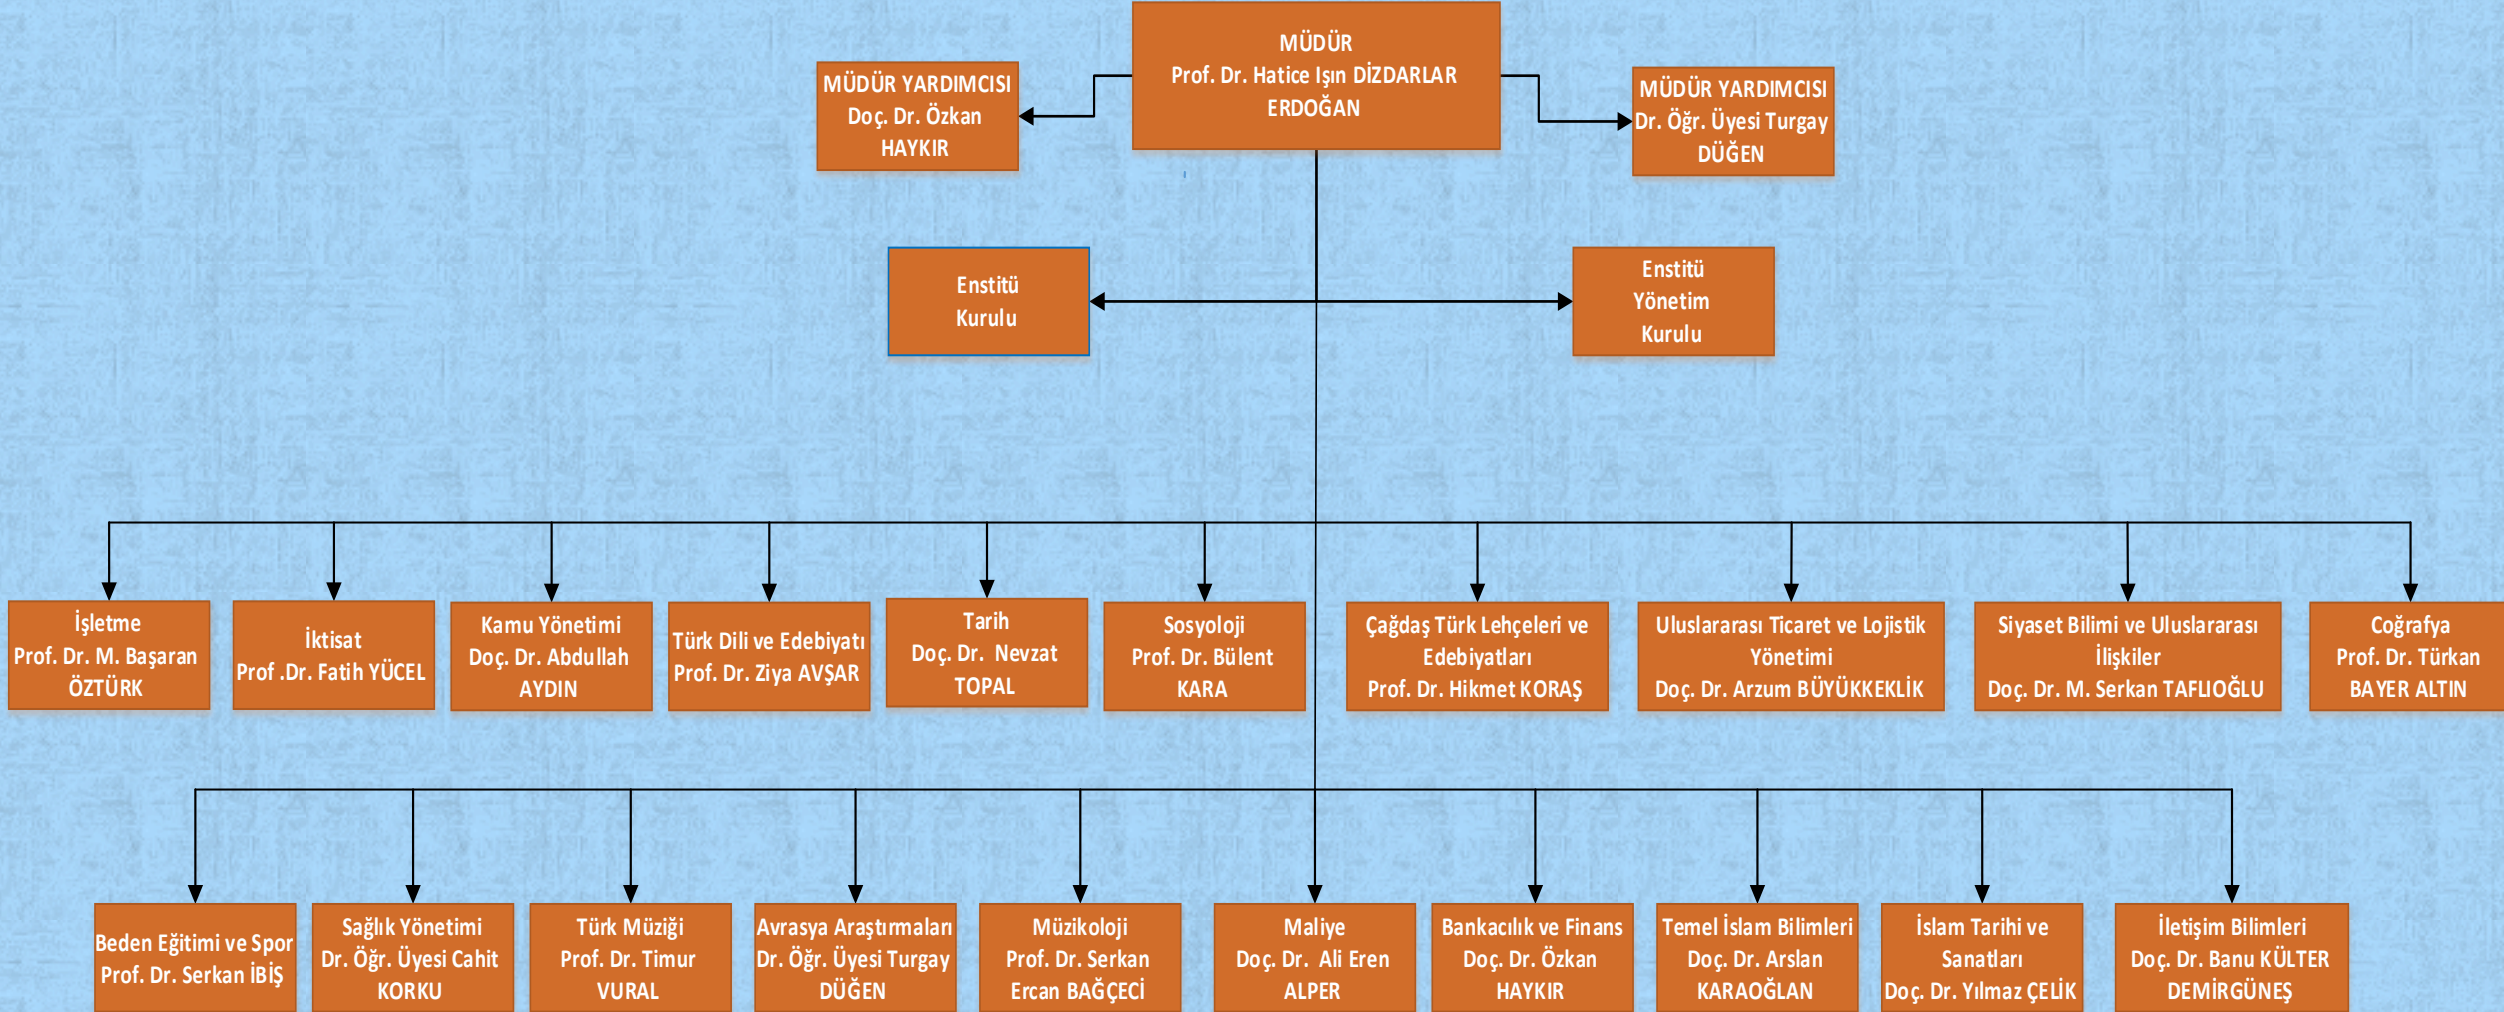 MÜDÜR
Prof. Dr. Hatice Işın DİZDARLAR
ERDOĞAN
MÜDÜR YARDIMCISI
Doç. Dr. Özkan
HAYKIR
MÜDÜR YARDIMCISI
Dr. Öğr. Üyesi Turgay
DÜĞEN
Enstitü
Kurulu
Enstitü
Yönetim
Kurulu
İşletme
Prof. Dr. M. Başaran
ÖZTÜRK
İktisat
Prof .Dr. Fatih YÜCEL
Kamu Yönetimi
Doç. Dr. Abdullah
AYDIN
Türk Dili ve Edebiyatı
Prof. Dr. Ziya AVŞAR
Tarih
Doç. Dr. Nevzat
TOPAL
Sosyoloji
Prof. Dr. Bülent
KARA
Çağdaş Türk Lehçeleri ve
Edebiyatları
Prof. Dr. Hikmet KORAŞ
Uluslararası Ticaret ve Lojistik
Yönetimi
Doç. Dr. Arzum BÜYÜKKEKLİK
Siyaset Bilimi ve Uluslararası
İlişkiler
Doç. Dr. M. Serkan TAFLIOĞLU
Coğrafya
Prof. Dr. Türkan
BAYER ALTIN
Beden Eğitimi ve Spor
Prof. Dr. Serkan İBİŞ
Sağlık Yönetimi
Dr. Öğr. Üyesi Cahit
KORKU
Türk Müziği
Prof. Dr. Timur
VURAL
Avrasya Araştırmaları
Dr. Öğr. Üyesi Turgay
DÜĞEN
Müzikoloji
Prof. Dr. Serkan
Ercan BAĞÇECİ
Maliye
Doç. Dr. Ali Eren
ALPER
Bankacılık ve Finans
Doç. Dr. Özkan
HAYKIR
Temel İslam Bilimleri
Doç. Dr. Arslan
KARAOĞLAN
İslam Tarihi ve
Sanatları
Doç. Dr. Yılmaz ÇELİK
İletişim Bilimleri
Doç. Dr. Banu KÜLTER
DEMİRGÜNEŞ